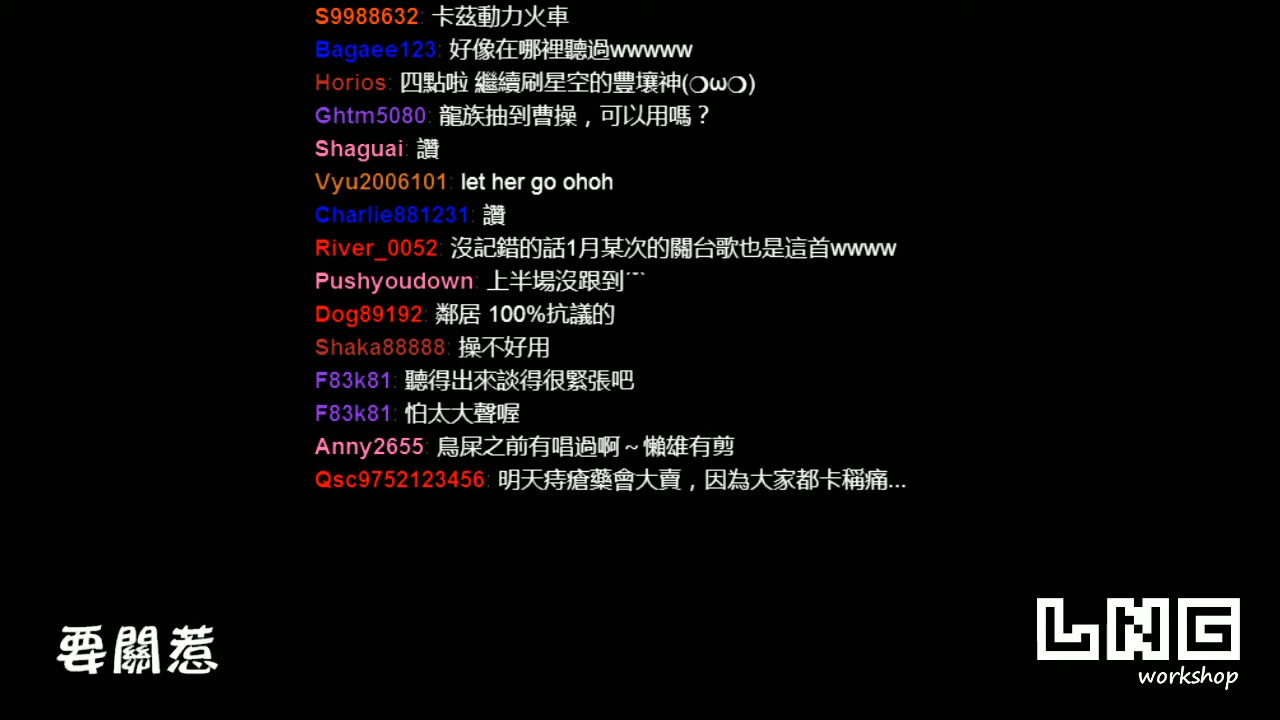 S9988632: 卡茲動力火車
Bagaee123: 好像在哪裡聽過wwwww
Horios: 四點啦 繼續刷星空的豐壤神(❍ω❍)
Ghtm5080: 龍族抽到曹操，可以用嗎？
Shaguai: 讚
Vyu2006101: let her go ohoh
Charlie881231: 讚
River_0052: 沒記錯的話1月某次的關台歌也是這首wwww
Pushyoudown: 上半場沒跟到ˊˇˋ
Dog89192: 鄰居 100%抗議的
Shaka88888: 操不好用
F83k81: 聽得出來談得很緊張吧
F83k81: 怕太大聲喔
Anny2655: 鳥屎之前有唱過啊～懶雄有剪
Qsc9752123456: 明天痔瘡藥會大賣，因為大家都卡稱痛...
要關惹
LNG
workshop